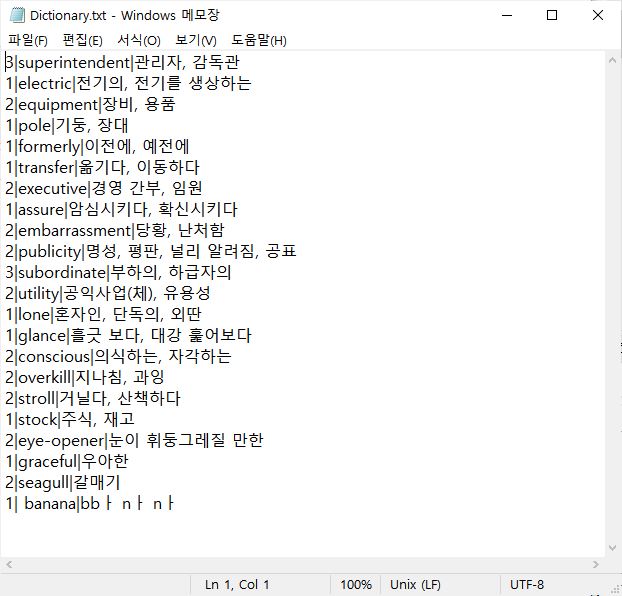 Dictionary.txt - Windows 메모장
파일(F) 편집(E) 서식(O) 보기(V) 도움말(H)
3|superintendent|관리자, 감독관
1|electric|전기의, 전기를 생상하는
2|equipment|장비, 용품
1|pole|기둥, 장대
1|formerly|이전에, 예전에
1|transfer|옮기다, 이동하다
2|executive|경영 간부, 임원
1|assure|암심시키다, 확신시키다
2|embarrassment|당황, 난처함
2|publicity|명성, 평판, 널리 알려짐, 공표
3|subordinate|부하의, 하급자의
2|utility|공익사업(체), 유용성
1|lone|혼자인, 단독의, 외딴
1|glance|흘긋 보다, 대강 훑어보다
2|conscious|의식하는, 자각하는
2|overkill|지나침, 과잉
2|stroll|거닐다, 산책하다
1|stock|주식, 재고
2|eye-opener|눈이 휘둥그레질 만한
1|graceful|우아한
2|seagull|갈매기
1| banana|bbㅏ nㅏ nㅏ
Ln 1, Col 1 100% Unix (LF) UTF-8